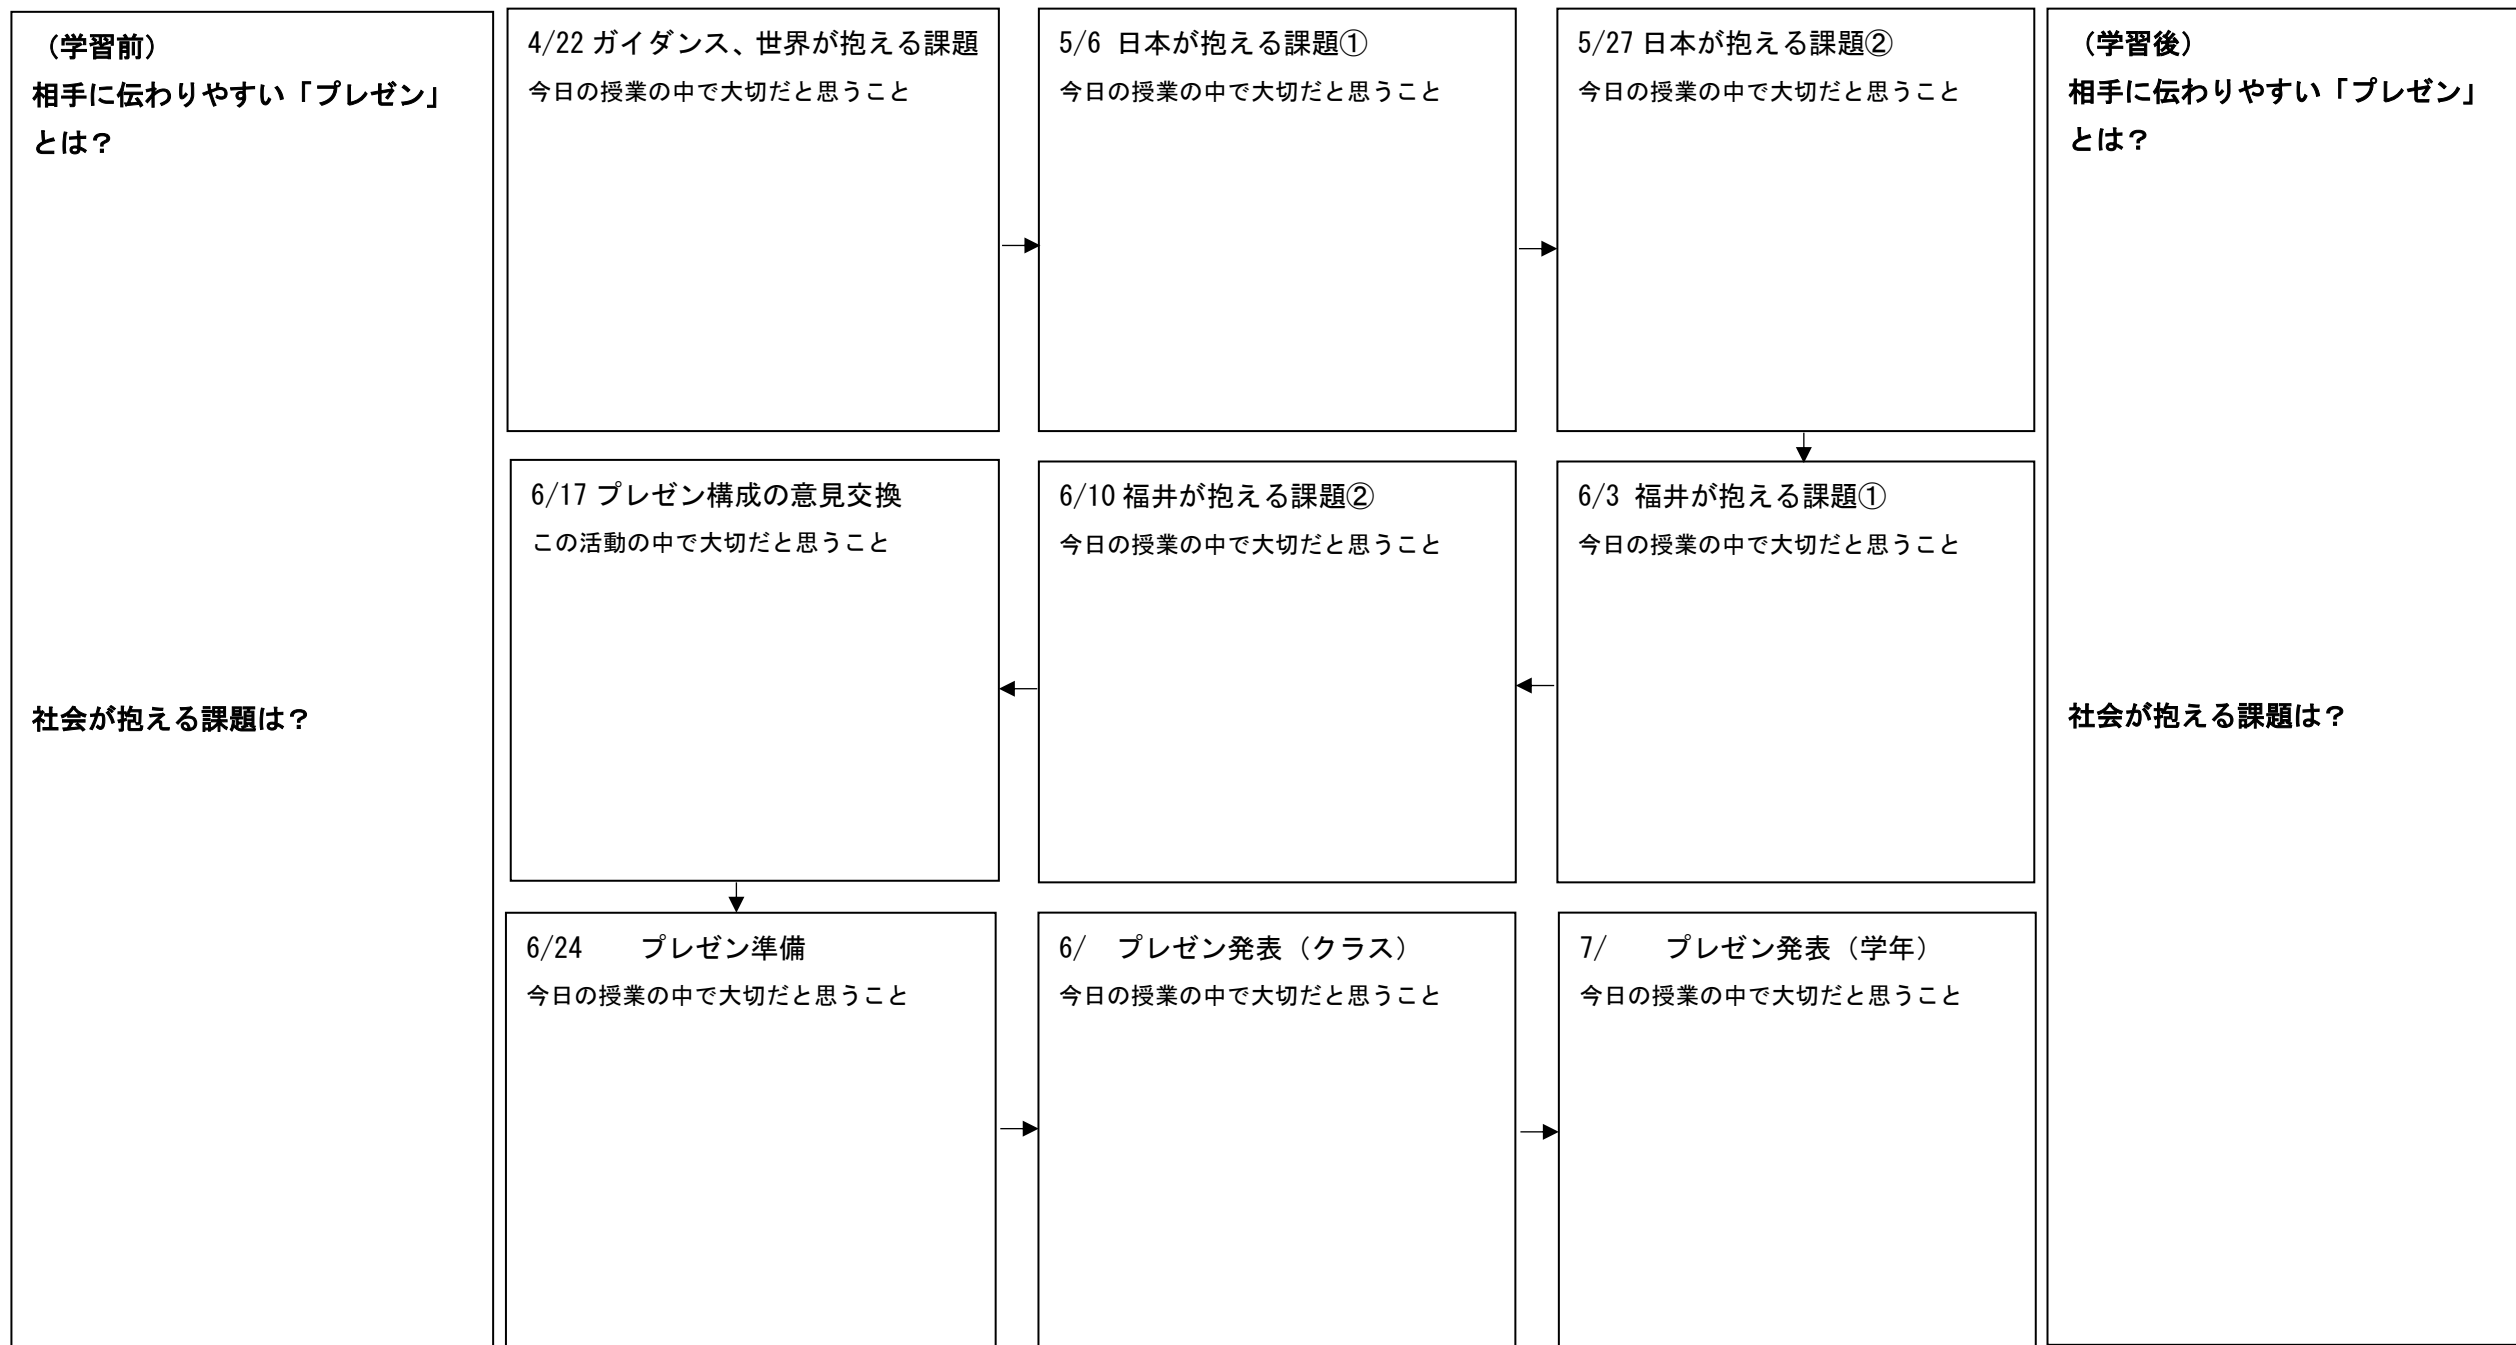 （学習前）
相手に伝わりやすい「プレゼン」
とは？
社会が抱える課題は？
4/22 ガイダンス、世界が抱える課題
今日の授業の中で大切だと思うこと
5/6 日本が抱える課題①
今日の授業の中で大切だと思うこと
5/27 日本が抱える課題②
今日の授業の中で大切だと思うこと
6/3 福井が抱える課題①
今日の授業の中で大切だと思うこと
6/10 福井が抱える課題②
今日の授業の中で大切だと思うこと
6/17 プレゼン構成の意見交換
この活動の中で大切だと思うこと
6/24　　プレゼン準備
今日の授業の中で大切だと思うこと
6/　プレゼン発表（クラス）
今日の授業の中で大切だと思うこと
7/　　プレゼン発表（学年）
今日の授業の中で大切だと思うこと
（学習後）
相手に伝わりやすい「プレゼン」
とは？
社会が抱える課題は？